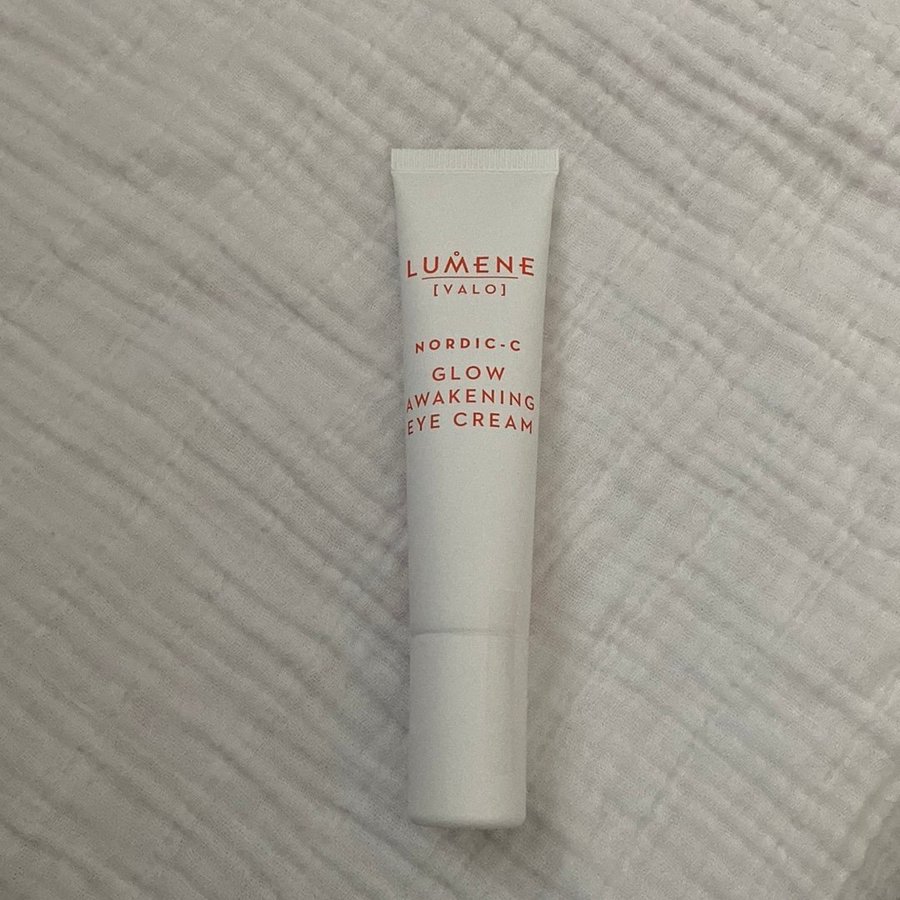 LUMENE
[VALO]
NORDIC-C
GLOW
AWAKENING
EYE CREAM